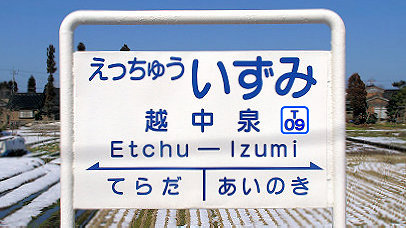 えっちゅういずみ
越中泉
T
09
Etchu－Izumi
てらだ あいのき